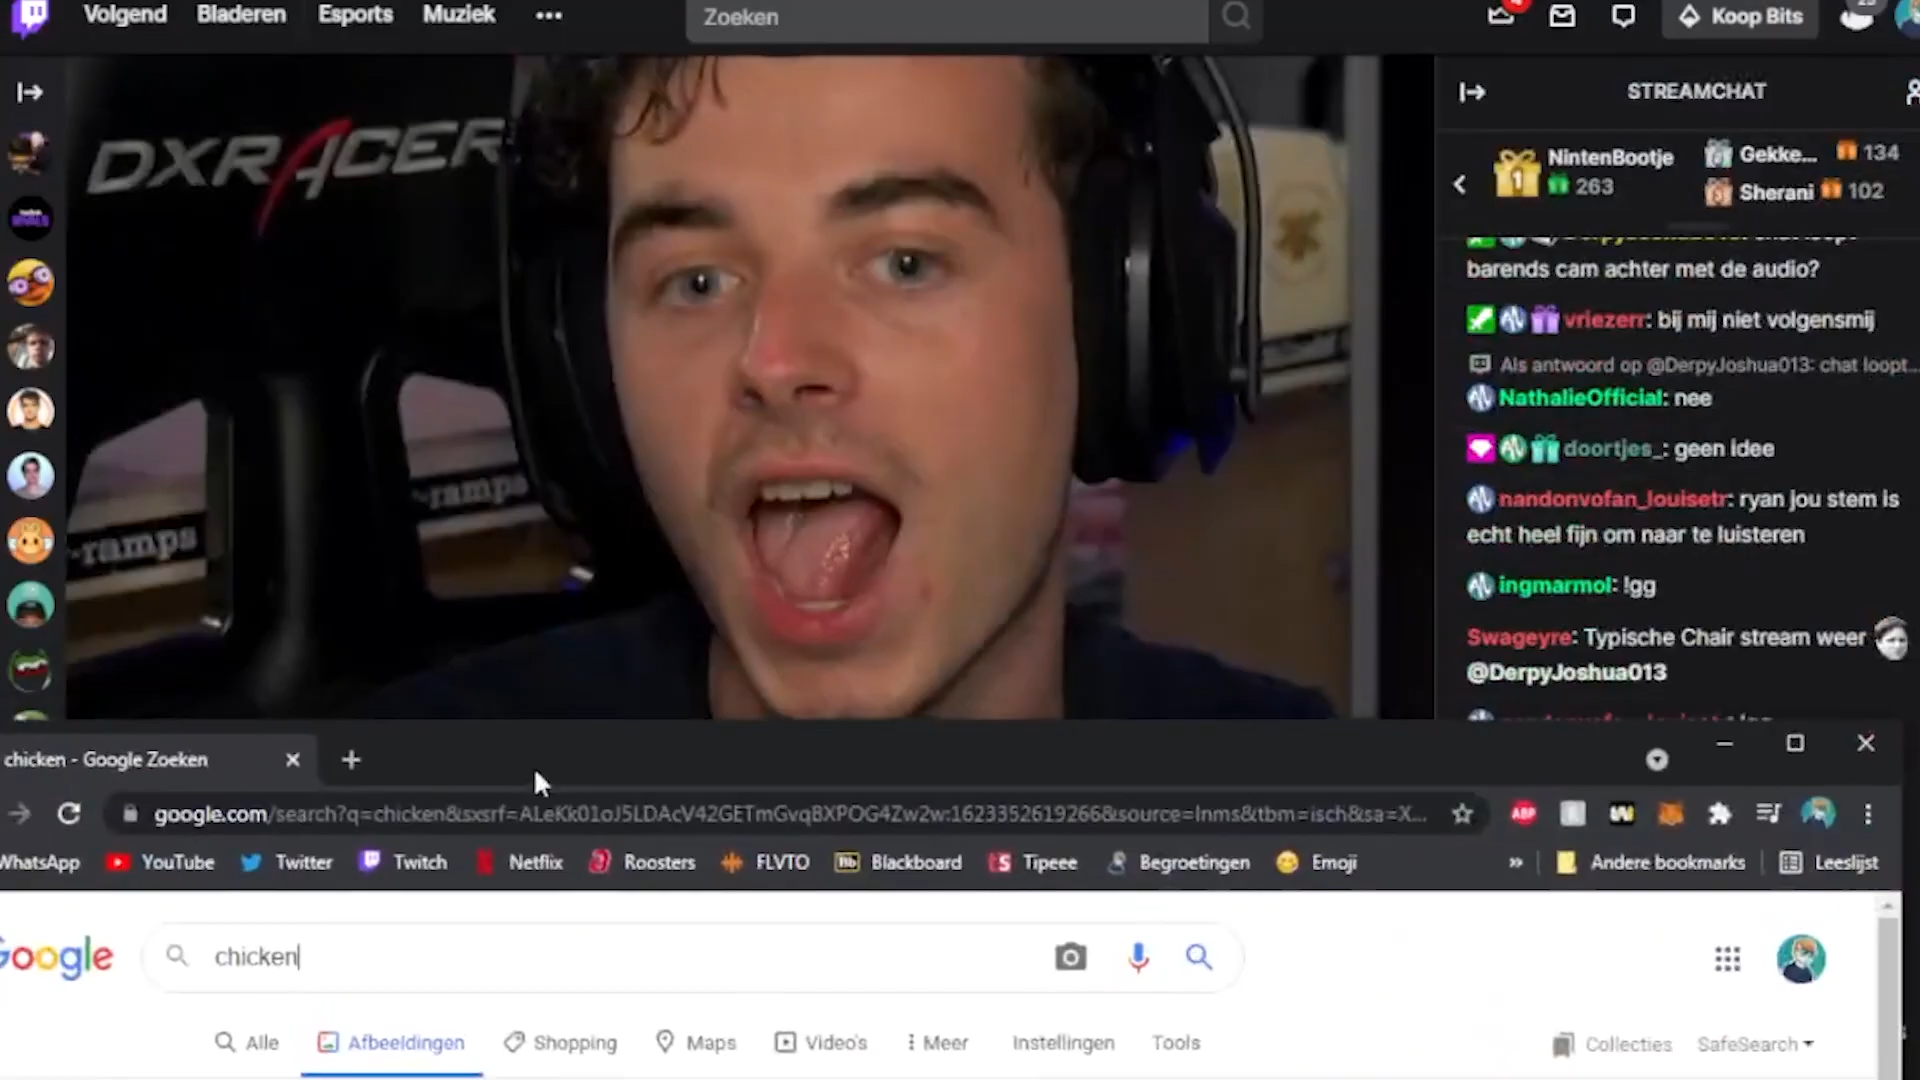 Volgend Bladeren Esports Muziek
Zoeken
4
Koop Bits
DXRACER
-ramps
-ramps
STREAMCHAT
1 NintenBootje 263
Gekke... 134
Sherani 102
barends cam achter met de audio?
vriezerr: bij mij niet volgensmij
Als antwoord op @DerpyJoshua013: chat loopt...
NathalieOfficial: nee
doortjes_: geen idee
nandonvofan_louisetr: ryan jou stem is
echt heel fijn om naar te luisteren
ingmarmol: !gg
Swageyre: Typische Chair stream weer
@DerpyJoshua013
chicken - Google Zoeken
google.com/search?q=chicken&sxsrf=ALeKk01oJ5LDAcV42GETmGvqBXPOG4Zw2w:1623352619266&source=lnms&tbm=isch&sa=X...
ABP
WhatsApp YouTube Twitter Twitch Netflix Roosters FLVTO Bb Blackboard Tipeee Begroetingen Emoji » Andere bookmarks Leeslijst
Google
chicken
Alle Afbeeldingen Shopping Maps Video's Meer Instellingen Tools Collecties SafeSearch